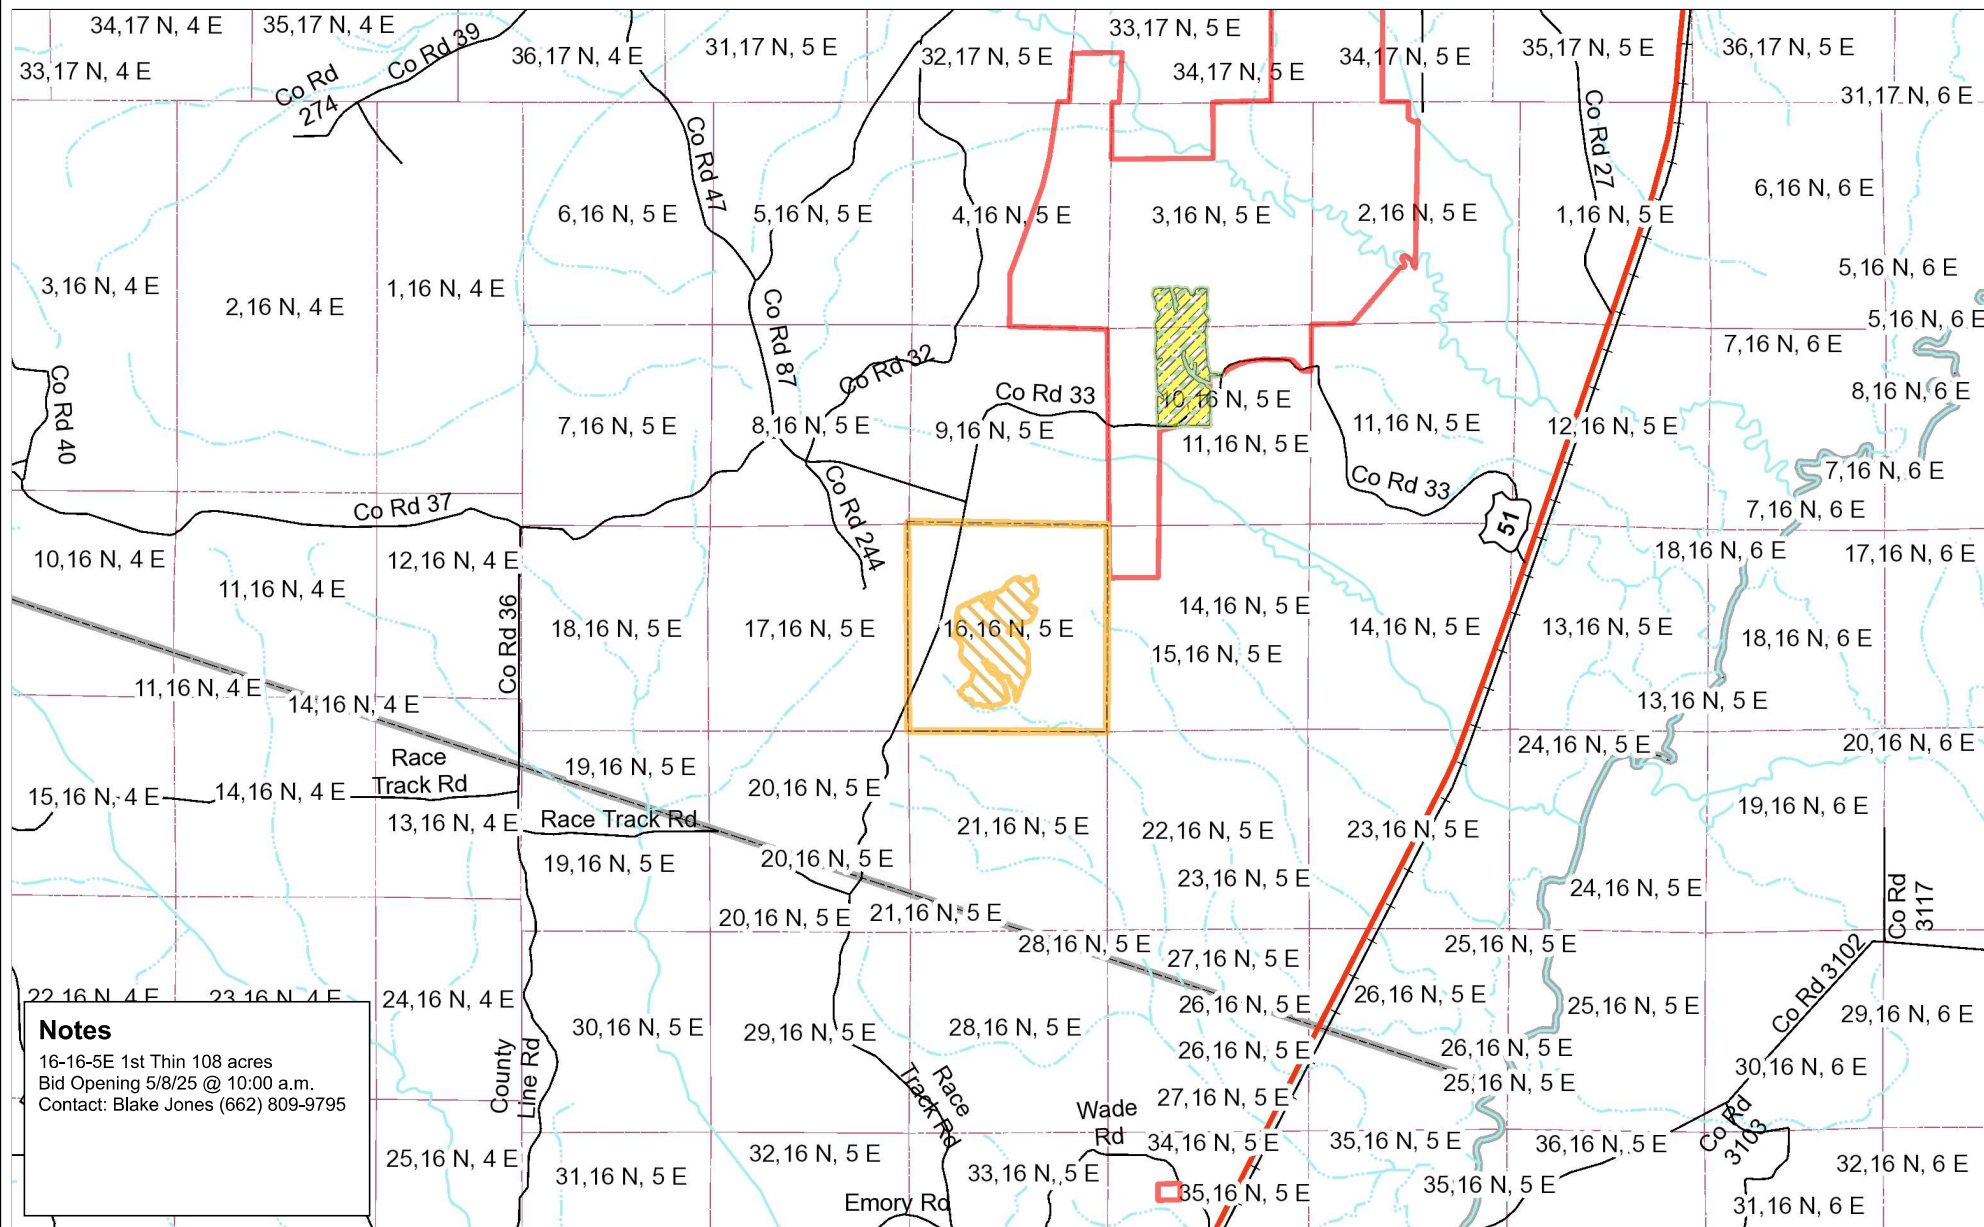 34,17 N, 4 E
35,17 N, 4 E
33,17 N, 4 E
Co Rd 39
Co Rd
274
36,17 N, 4 E
31,17 N, 5 E
32,17 N, 5 E
33,17 N, 5 E
34,17 N, 5 E
34,17 N, 5 E
35,17 N, 5 E
36,17 N, 5 E
31,17 N, 6 E
Co Rd 47
Co Rd 27
6,16 N, 5 E
5,16 N, 5 E
4,16 N, 5 E
3,16 N, 5 E
2,16 N, 5 E
1,16 N, 5 E
6,16 N, 6 E
5,16 N, 6 E
3,16 N, 4 E
2,16 N, 4 E
1,16 N, 4 E
5,16 N, 6 E
7,16 N, 6 E
8,16 N, 6 E
Co Rd 87
Co Rd 32
Co Rd 33
Co Rd 40
10,16 N, 5 E
7,16 N, 5 E
8,16 N, 5 E
9,16 N, 5 E
11,16 N, 5 E
11,16 N, 5 E
12,16 N, 5 E
7,16 N, 6 E
7,16 N, 6 E
Co Rd 33
51
Co Rd 37
Co Rd 244
10,16 N, 4 E
11,16 N, 4 E
12,16 N, 4 E
18,16 N, 6 E
17,16 N, 6 E
Co Rd 36
18,16 N, 5 E
17,16 N, 5 E
16,16 N, 5 E
14,16 N, 5 E
15,16 N, 5 E
14,16 N, 5 E
13,16 N, 5 E
18,16 N, 6 E
11,16 N, 4 E
14,16 N, 4 E
13,16 N, 5 E
24,16 N, 5 E
20,16 N, 6 E
Race
Track Rd
15,16 N, 4 E
14,16 N, 4 E
13,16 N, 4 E
19,16 N, 5 E
Race Track Rd
20,16 N, 5 E
19,16 N, 6 E
21,16 N, 5 E
22,16 N, 5 E
23,16 N, 5 E
19,16 N, 5 E
20,16 N, 5 E
23,16 N, 5 E
24,16 N, 5 E
Co Rd
3117
20,16 N, 5 E
21,16 N, 5 E
28,16 N, 5 E
27,16 N, 5 E
25,16 N, 5 E
Co Rd 3102
22,16 N, 4 E
23,16 N, 4 E
24,16 N, 4 E
26,16 N, 5 E
26,16 N, 5 E
25,16 N, 5 E
29,16 N, 6 E
30,16 N, 5 E
29,16 N, 5 E
28,16 N, 5 E
26,16 N, 5 E
26,16 N, 5 E
30,16 N, 6 E
25,16 N, 5 E
27,16 N, 5 E
County
Line Rd
Race
Track Rd
Wade
Rd
Co Rd
3103
34,16 N, 5 E
35,16 N, 5 E
36,16 N, 5 E
25,16 N, 4 E
31,16 N, 5 E
32,16 N, 5 E
33,16 N, 5 E
35,16 N, 5 E
35,16 N, 5 E
32,16 N, 6 E
31,16 N, 6 E
Emory Rd
Notes
16-16-5E 1st Thin 108 acres
Bid Opening 5/8/25 @ 10:00 a.m.
Contact: Blake Jones (662) 809-9795